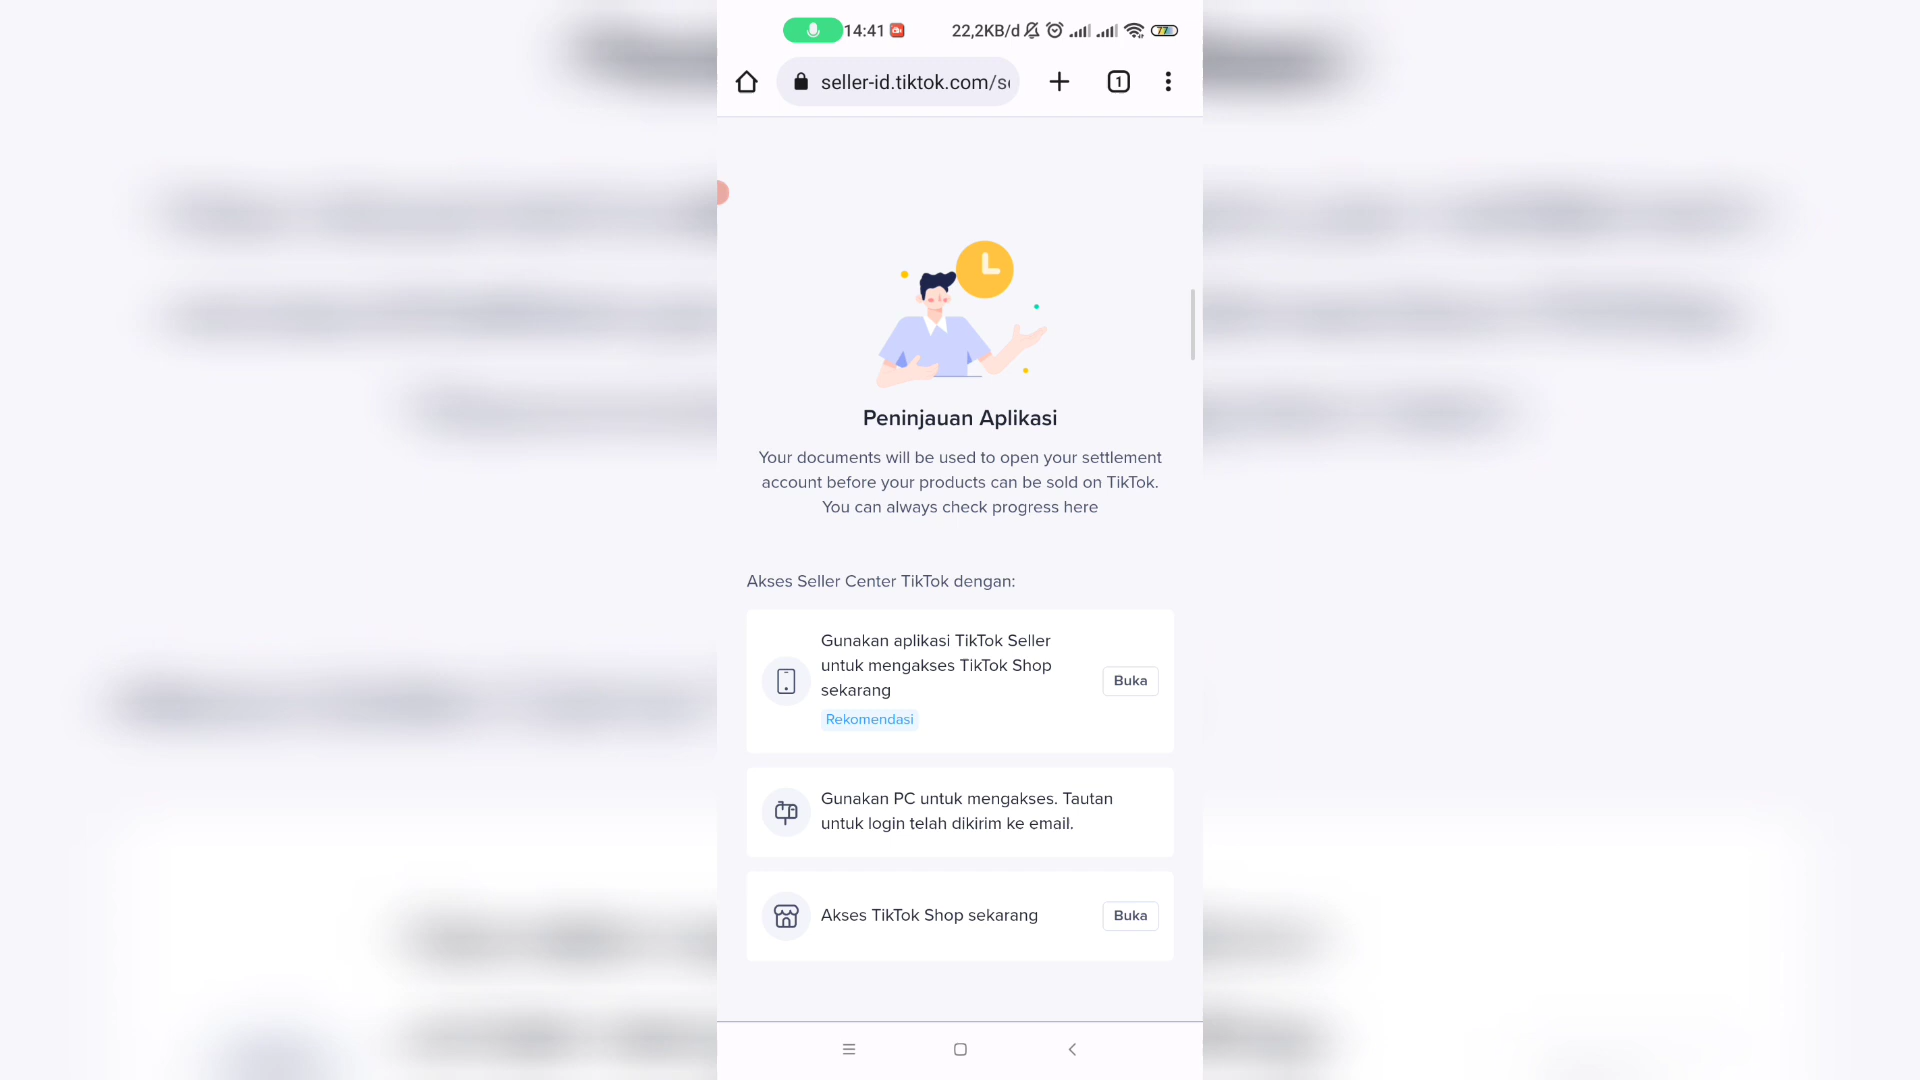 14:41
22,2KB/d
77
seller-id.tiktok.com/se
1
Peninjauan Aplikasi
Your documents will be used to open your settlement
account before your products can be sold on TikTok.
You can always check progress here
Akses Seller Center TikTok dengan:
Gunakan aplikasi TikTok Seller
untuk mengakses TikTok Shop
sekarang
Buka
Rekomendasi
Gunakan PC untuk mengakses. Tautan
untuk login telah dikirim ke email.
Akses TikTok Shop sekarang
Buka